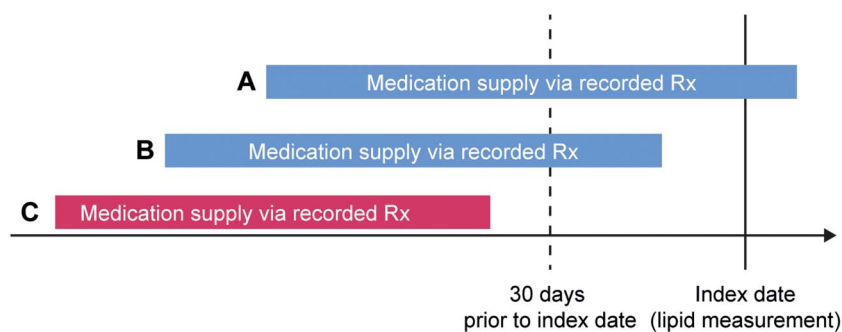 A Medication supply via recorded Rx
B Medication supply via recorded Rx
C Medication supply via recorded Rx
30 days
prior to index date
Index date
(lipid measurement)